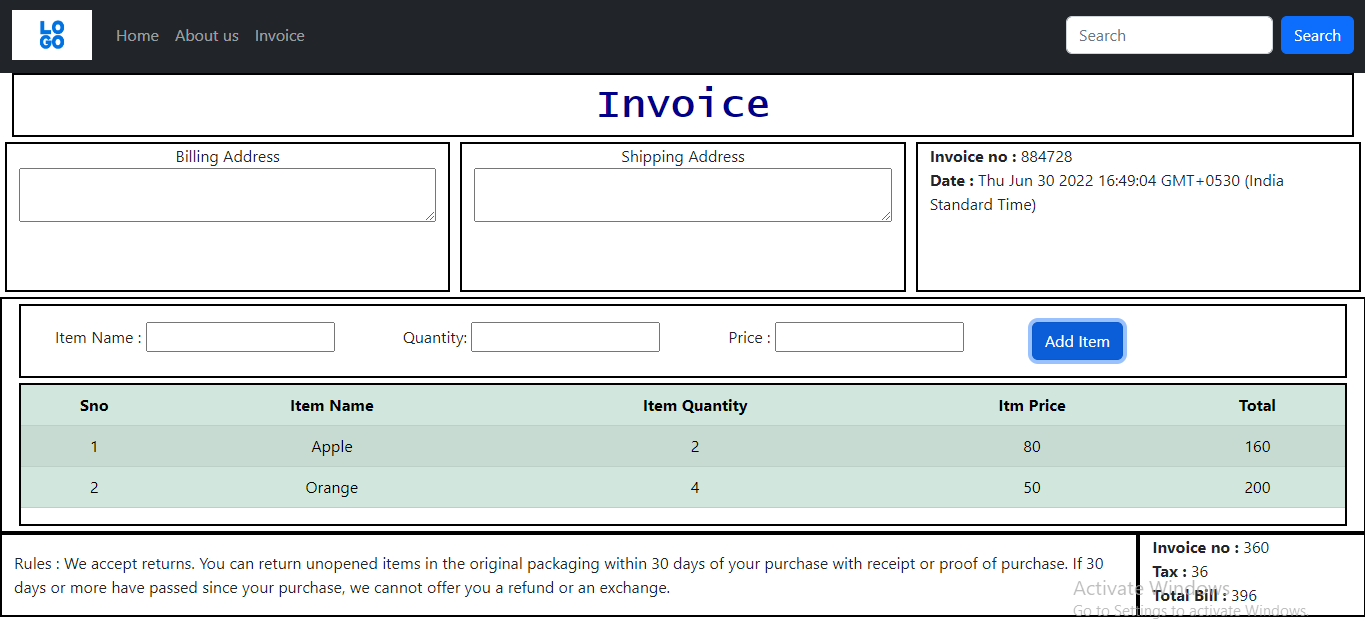 LO
GO
Home About us Invoice Search Search
Invoice
Billing Address
Shipping Address
Invoice no : 884728
Date : Thu Jun 30 2022 16:49:04 GMT+0530 (India
Standard Time)
Item Name : Quantity: Price : Add Item
Sno Item Name Item Quantity Itm Price Total
1 Apple 2 80 160
2 Orange 4 50 200
Rules : We accept returns. You can return unopened items in the original packaging within 30 days of your purchase with receipt or proof of purchase. If 30
days or more have passed since your purchase, we cannot offer you a refund or an exchange.
Invoice no : 360
Tax : 36
Total Bill : 396
Activate Windows
Go to Settings to activate Windows.